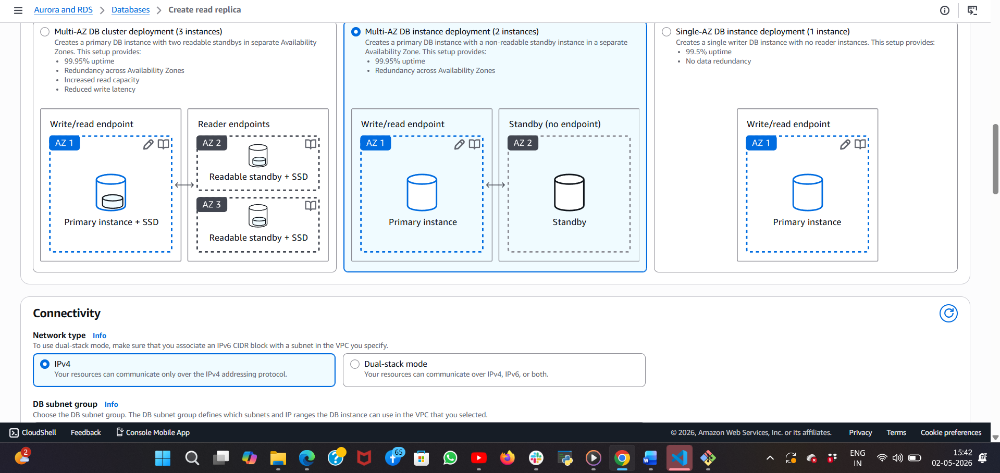 Aurora and RDS > Databases > Create read replica
Multi-AZ DB cluster deployment (3 instances)
Creates a primary DB instance with two readable standbys in separate Availability
Zones. This setup provides:
• 99.95% uptime
• Redundancy across Availability Zones
• Increased read capacity
• Reduced write latency
Write/read endpoint
AZ 1
Primary instance + SSD
Reader endpoints
AZ 2
Readable standby + SSD
AZ 3
Readable standby + SSD
Multi-AZ DB instance deployment (2 instances)
Creates a primary DB instance with a non-readable standby instance in a separate
Availability Zone. This setup provides:
• 99.95% uptime
• Redundancy across Availability Zones
Write/read endpoint
AZ 1
Primary instance
Standby (no endpoint)
AZ 2
Standby
Single-AZ DB instance deployment (1 instance)
Creates a single writer DB instance with no reader instances. This setup provides:
• 99.5% uptime
• No data redundancy
Write/read endpoint
AZ 1
Primary instance
Connectivity
Network type Info
To use dual-stack mode, make sure that you associate an IPv6 CIDR block with a subnet in the VPC you specify.
IPv4
Your resources can communicate only over the IPv4 addressing protocol.
Dual-stack mode
Your resources can communicate over IPv4, IPv6, or both.
DB subnet group Info
Choose the DB subnet group. The DB subnet group defines which subnets and IP ranges the DB instance can use in the VPC that you selected.
CloudShell Feedback Console Mobile App © 2026, Amazon Web Services, Inc. or its affiliates. Privacy Terms Cookie preferences
2
65
ENG
IN
15:42
02-05-2026